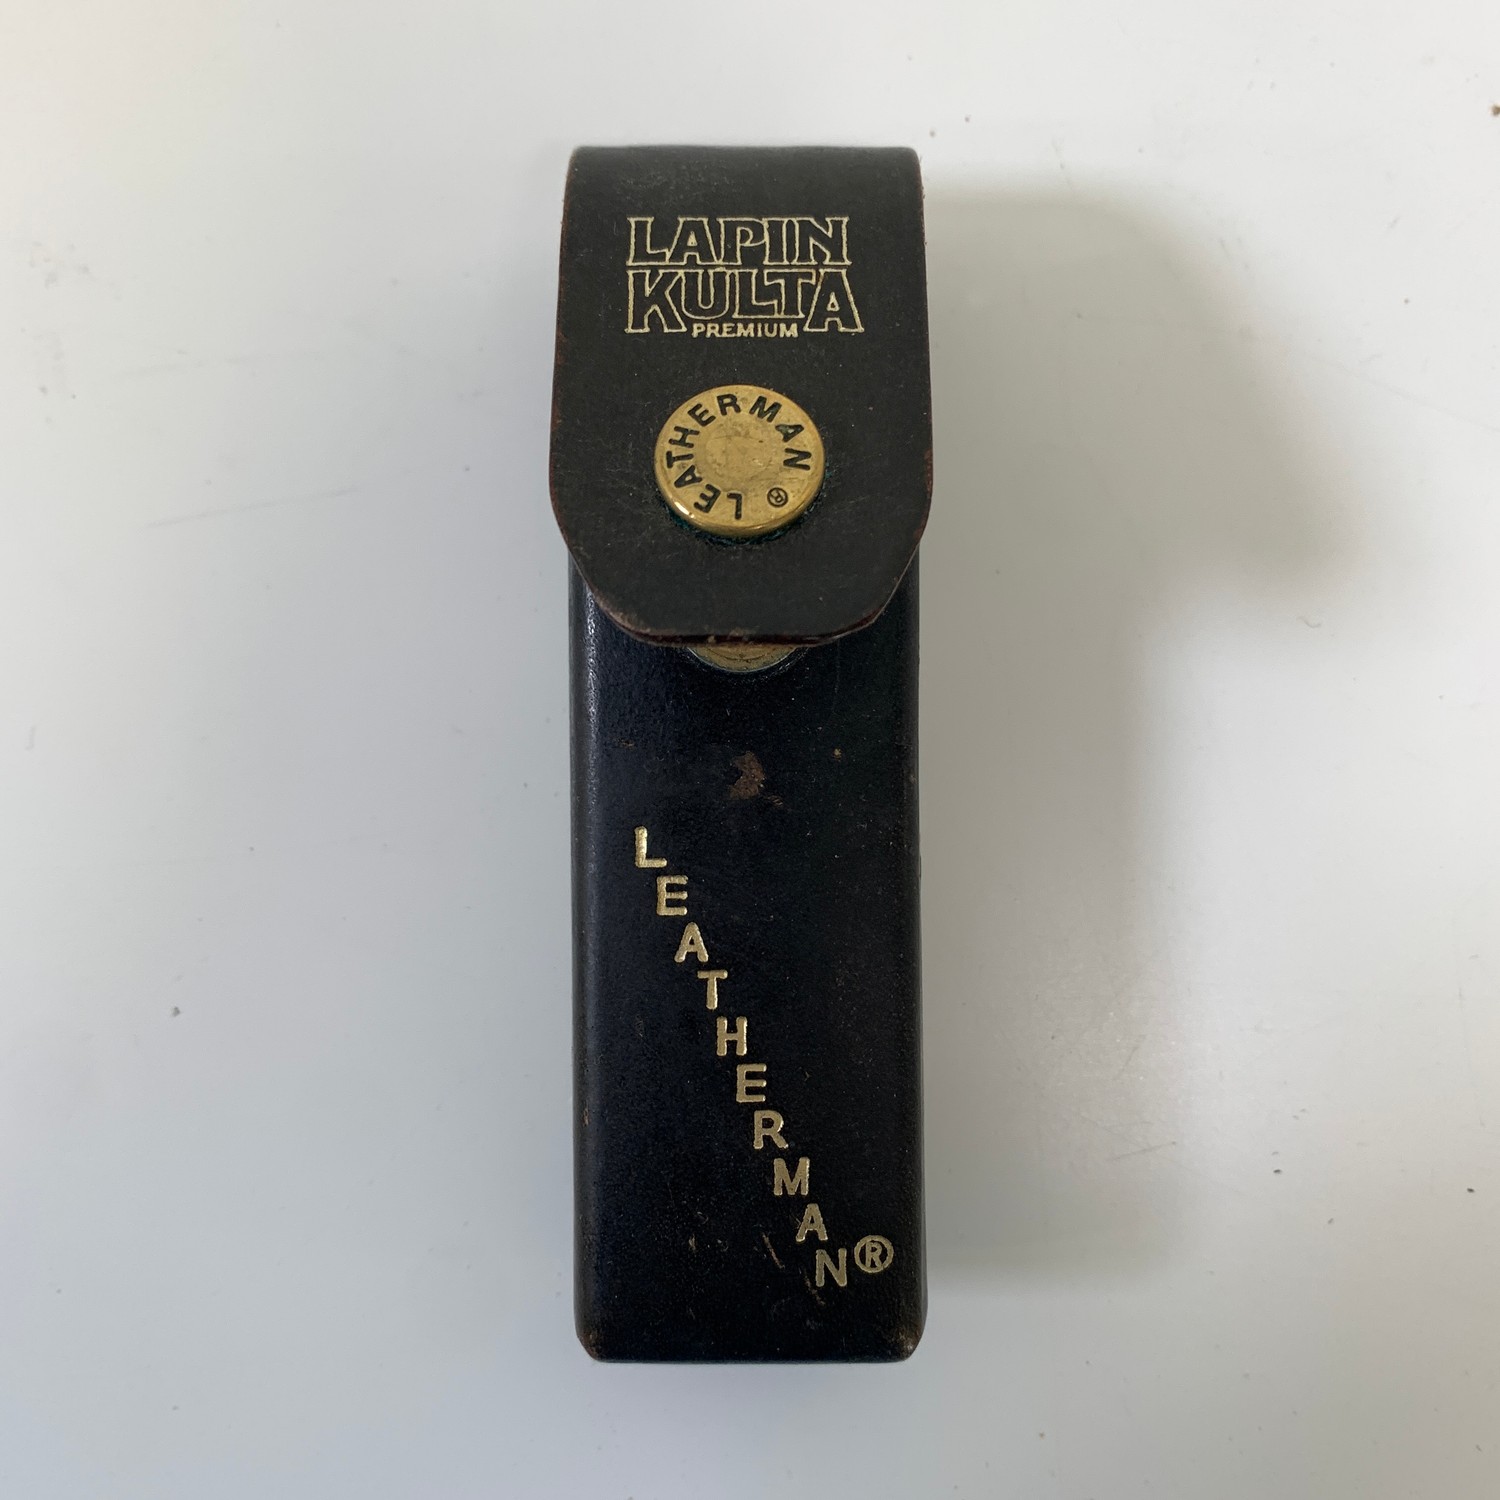 LAPIN
KULTA
PREMIUM
LEATHERMAN ®
LEATHERMAN®